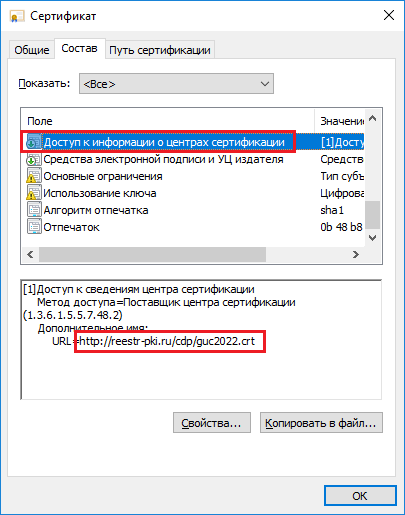 Сертификат
Общие Состав Путь сертификации
Показать: <Все>
Поле Значение
Доступ к информации о центрах сертификации [1]Досту
Средства электронной подписи и УЦ издателя Средств
Основные ограничения Тип субъ
Использование ключа Цифрова
Алгоритм отпечатка sha1
Отпечаток 0b 48 b8
[1]Доступ к сведениям центра сертификации
Метод доступа=Поставщик центра сертификации
(1.3.6.1.5.5.7.48.2)
Дополнительное имя:
URL=http://reestr-pki.ru/cdp/guc2022.crt
Свойства... Копировать в файл...
OK